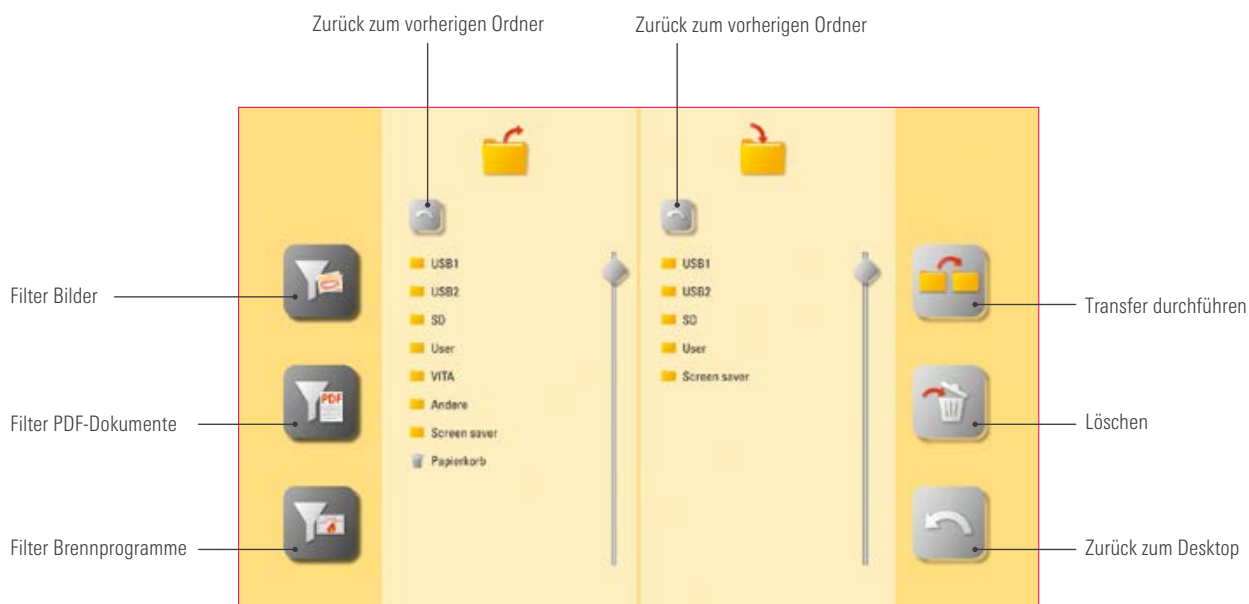 Zurück zum vorherigen Ordner
Zurück zum vorherigen Ordner
Filter Bilder
Filter PDF-Dokumente
PDF
Filter Brennprogramme
USB1
USB2
SD
User
VITA
Andere
Screen saver
Papierkorb
USB1
USB2
SD
User
Screen saver
Transfer durchführen
Löschen
Zurück zum Desktop